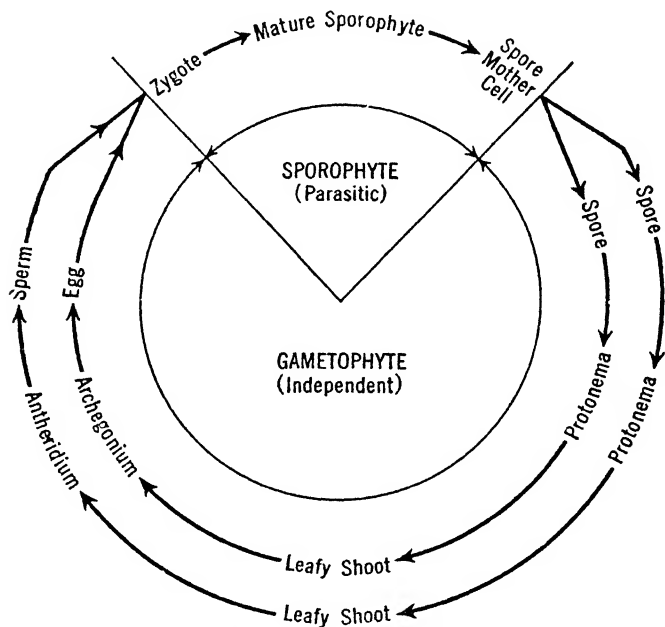 Zygote
Mature Sporophyte
Spore
Mother
Cell
SPOROPHYTE
(Parasitic)
Spore
Spore
Sperm
Egg
GAMETOPHYTE
(Independent)
Protonema
Protonema
Archegonium
Antheridium
Leafy Shoot
Leafy Shoot